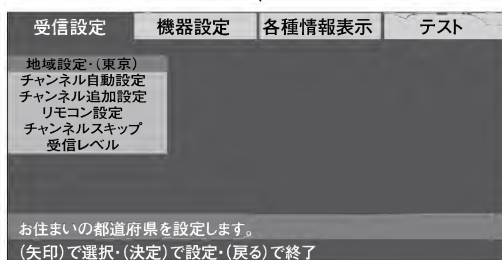 受信設定 機器設定 各種情報表示 テスト
地域設定・(東京)
チャンネル自動設定
チャンネル追加設定
リモコン設定
チャンネルスキップ
受信レベル
お住まいの都道府県を設定します。
(矢印)で選択・(決定)で設定・(戻る)で終了